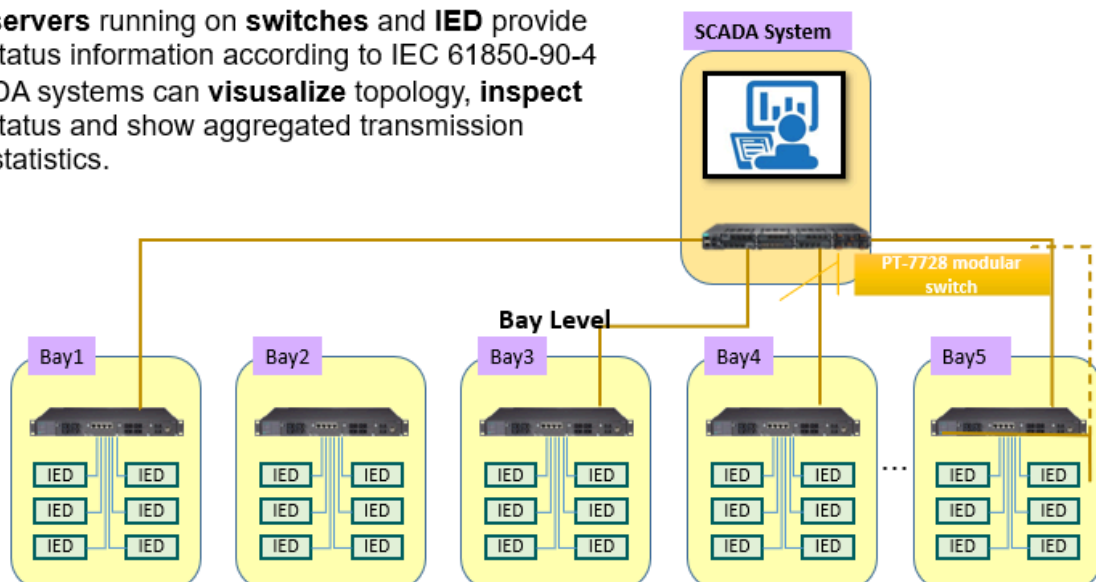 servers running on switches and IED provide
tatus information according to IEC 61850-90-4
DA systems can visusalize topology, inspect
tatus and show aggregated transmission
statistics.
SCADA System
PT-7728 modular
switch
Bay Level
Bay1
Bay2
Bay3
Bay4
Bay5
IED IED IED IED IED IED IED IED ... IED IED
IED IED IED IED IED IED IED IED IED IED
IED IED IED IED IED IED IED IED IED IED